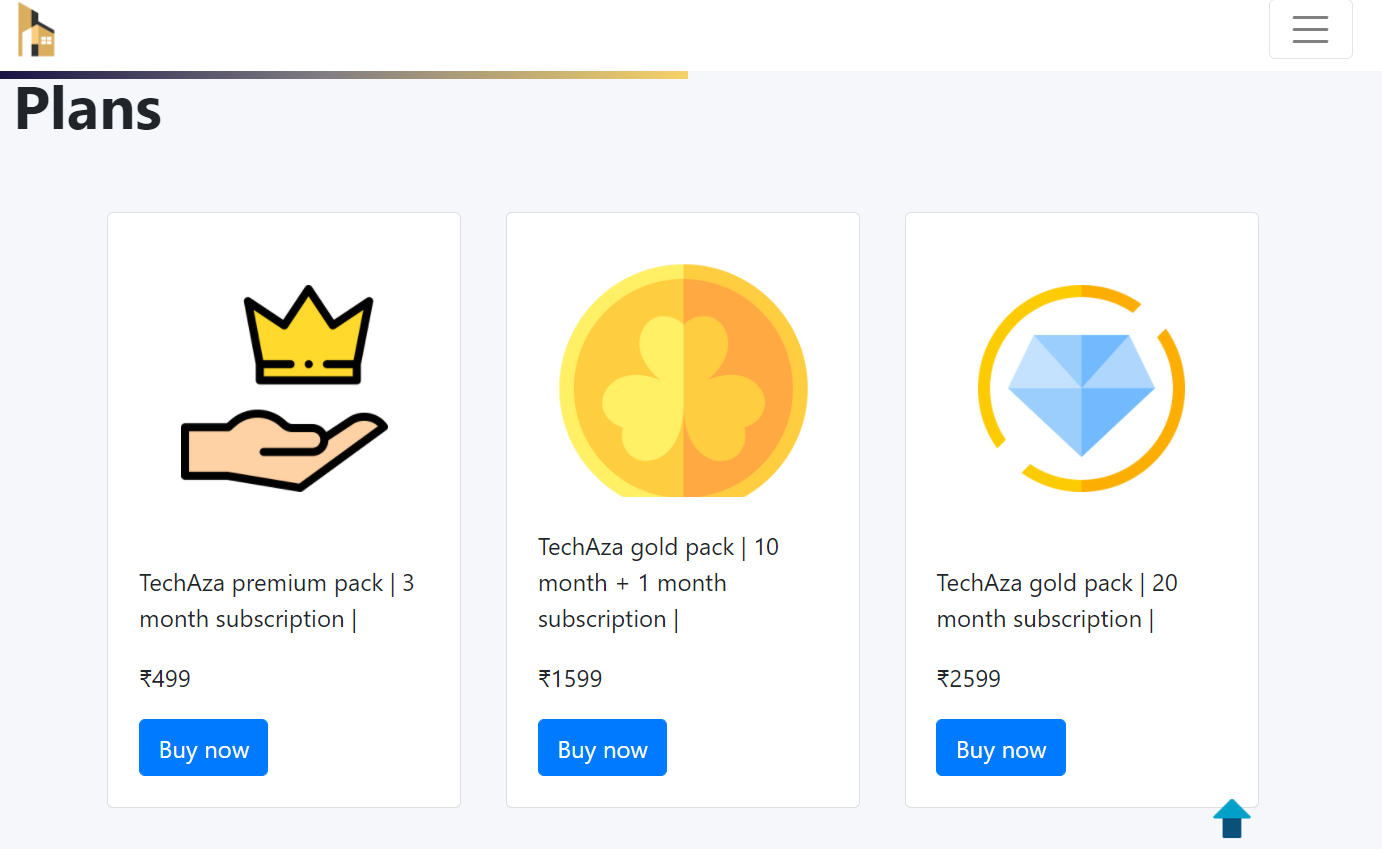 Plans
TechAza premium pack | 3
month subscription |
₹499
Buy now
TechAza gold pack | 10
month + 1 month
subscription |
₹1599
Buy now
TechAza gold pack | 20
month subscription |
₹2599
Buy now